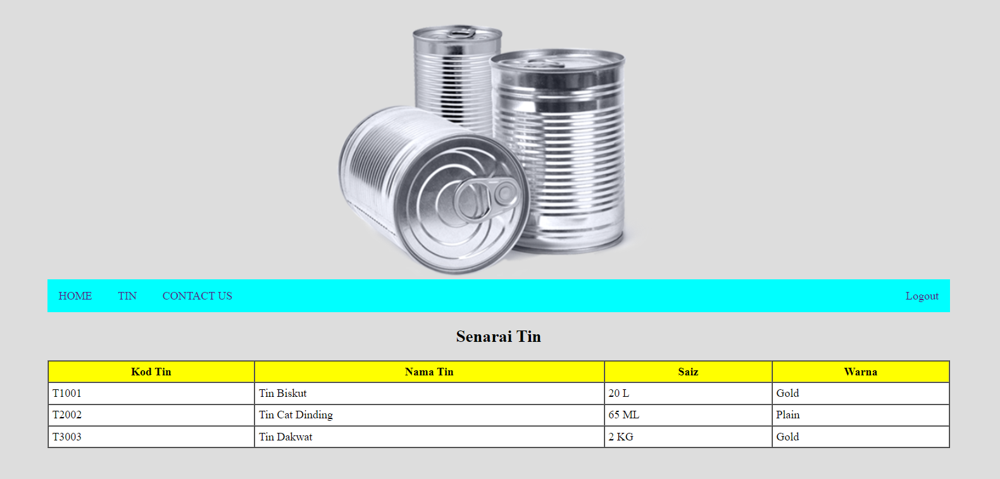 HOME TIN CONTACT US Logout
Senarai Tin
Kod Tin Nama Tin Saiz Warna
T1001 Tin Biskut 20 L Gold
T2002 Tin Cat Dinding 65 ML Plain
T3003 Tin Dakwat 2 KG Gold